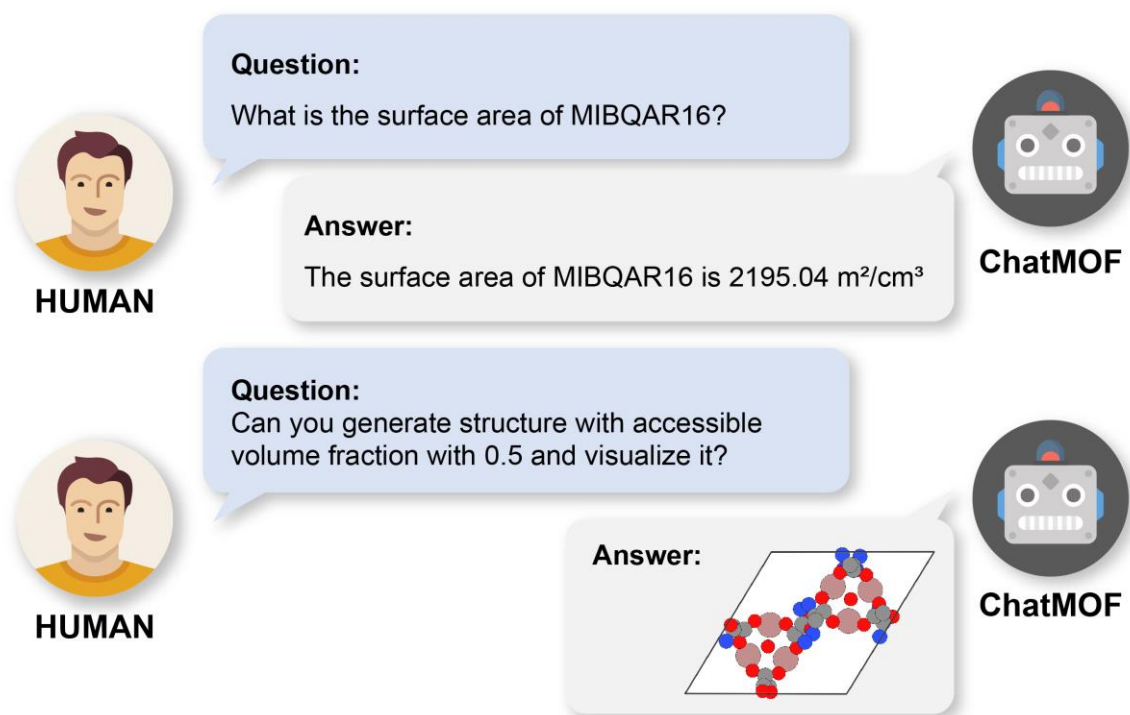 Question:
What is the surface area of MIBQAR16?
HUMAN
Answer:
The surface area of MIBQAR16 is 2195.04 m²/cm³
ChatMOF
Question:
Can you generate structure with accessible
volume fraction with 0.5 and visualize it?
HUMAN
Answer:
ChatMOF